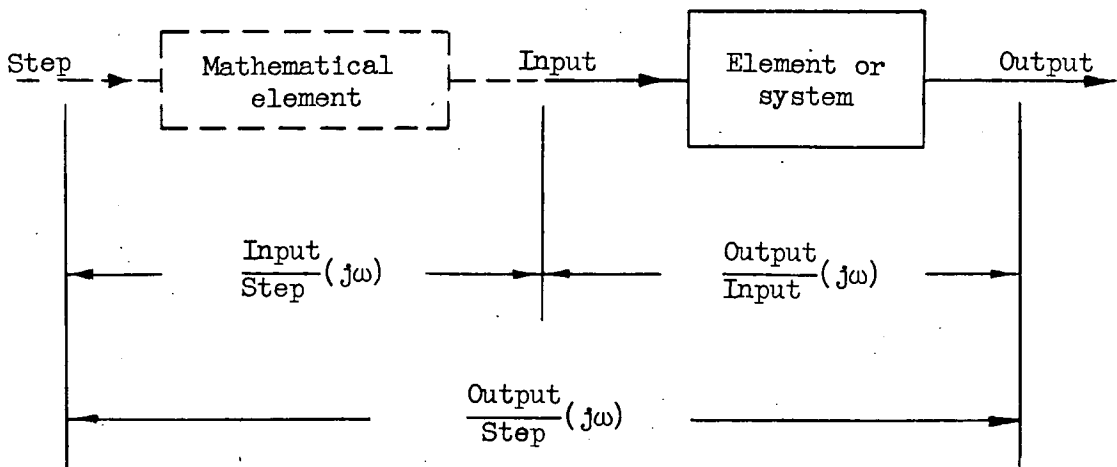 Step
Mathematical
element
Input
Element or
system
Output
Input
Step (jω)
Output
Input (jω)
Output
Step (jω)